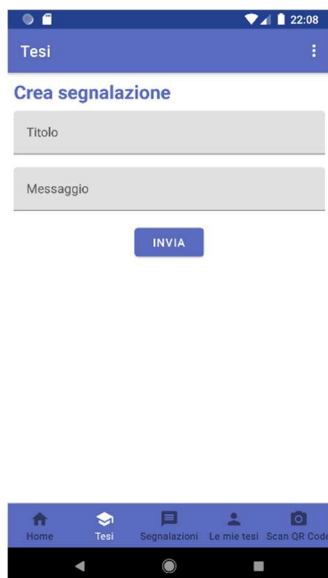 22:08
Tesi
Crea segnalazione
Titolo
Messaggio
INVIA
Home Tesi Segnalazioni Le mie tesi Scan QR Code